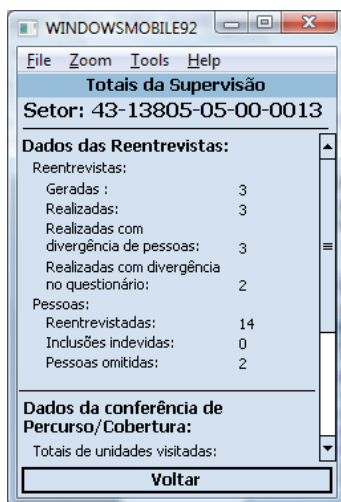 WINDOWSMOBILE92
File Zoom Tools Help
Totais da Supervisão
Setor: 43-13805-05-00-0013
Dados das Reentrevistas:
Reentrevistas:
Geradas : 3
Realizadas: 3
Realizadas com
divergência de pessoas: 3
Realizadas com divergência
no questionário: 2
Pessoas:
Reentrevistadas: 14
Inclusões indevidas: 0
Pessoas omitidas: 2
Dados da conferência de
Percurso/Cobertura:
Totais de unidades visitadas:
Voltar